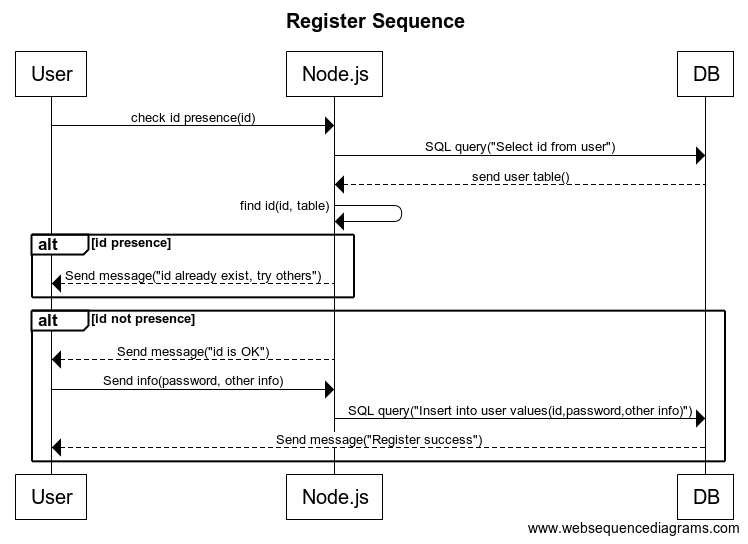 Register Sequence
User
Node.js
DB
check id presence(id)
SQL query("Select id from user")
send user table()
find id(id, table)
alt
[id presence]
Send message("id already exist, try others")
alt
[id not presence]
Send message("id is OK")
Send info(password, other info)
SQL query("Insert into user values(id,password,other info)")
Send message("Register success")
User
Node.js
DB
www.websequencediagrams.com